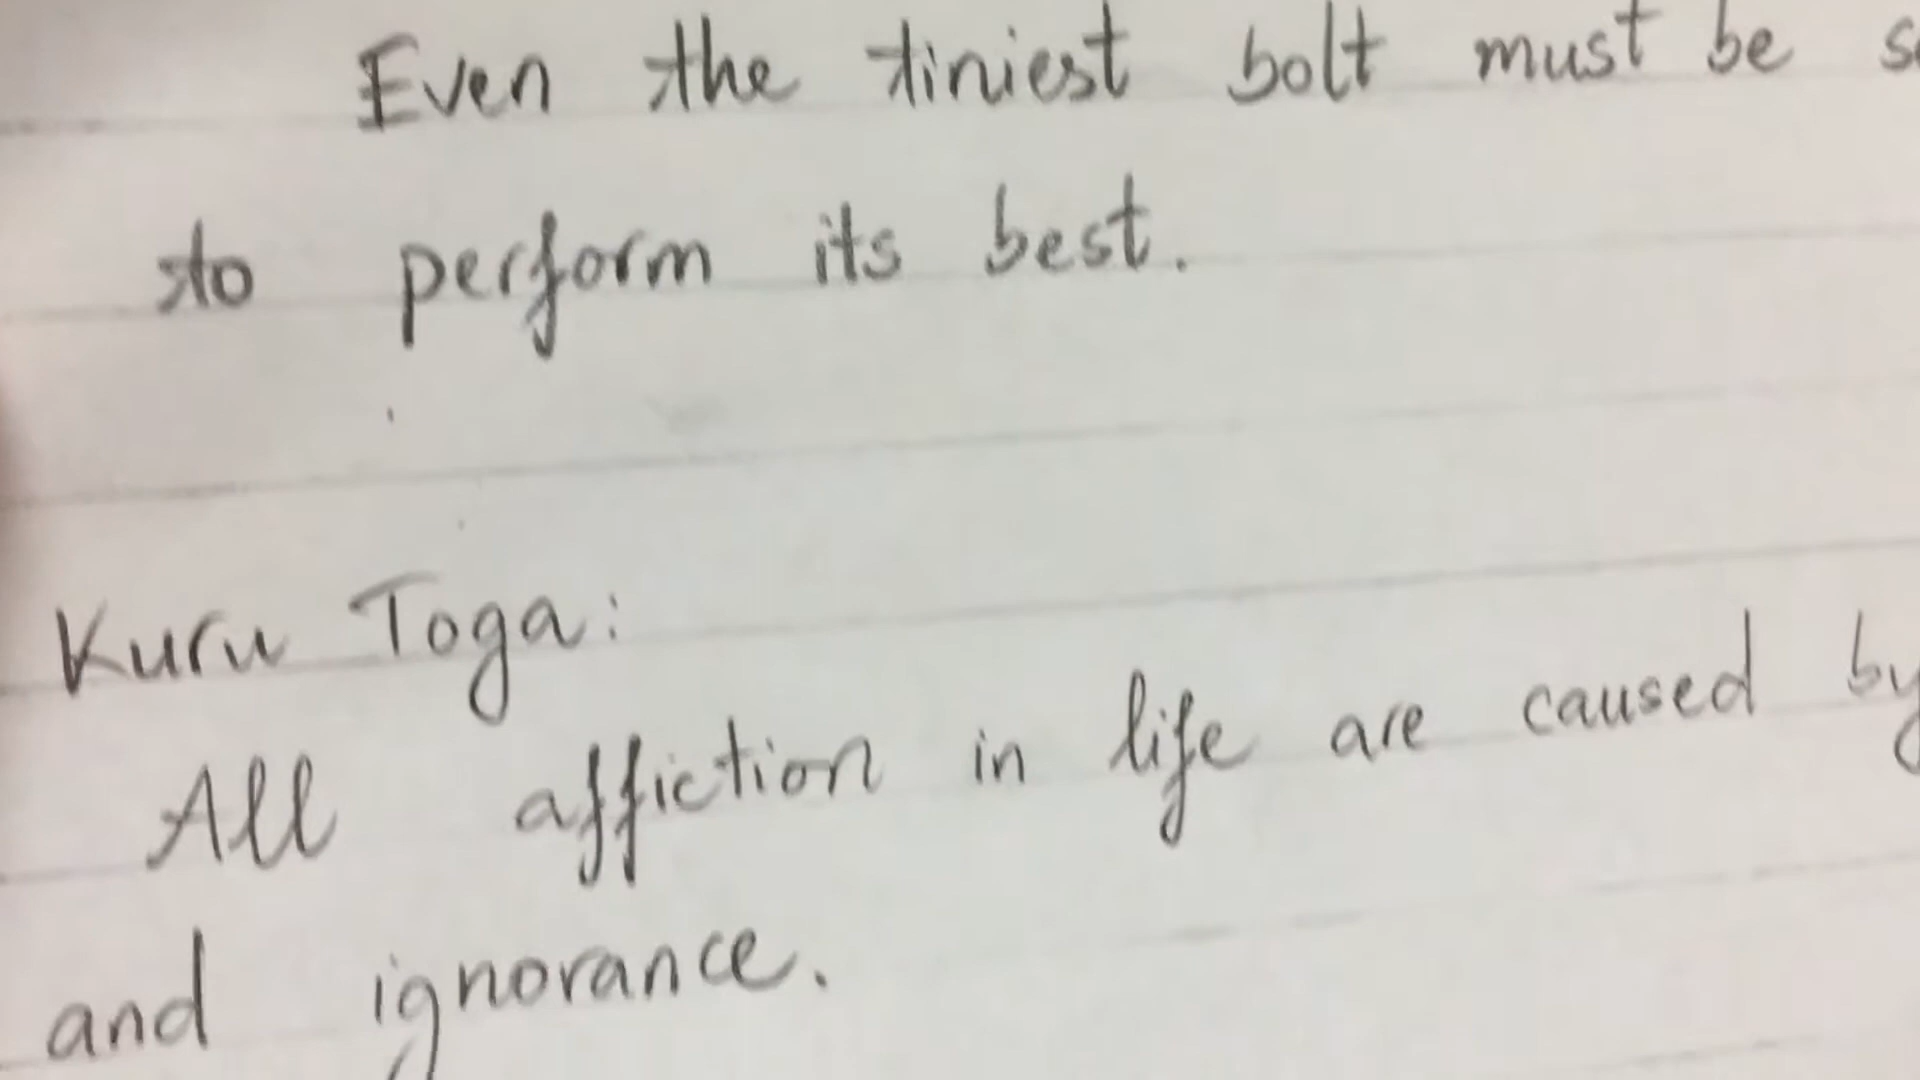 Even the tiniest bolt must be
to perform its best.
Kuru Toga:
All affiction in life are caused by
and ignorance.